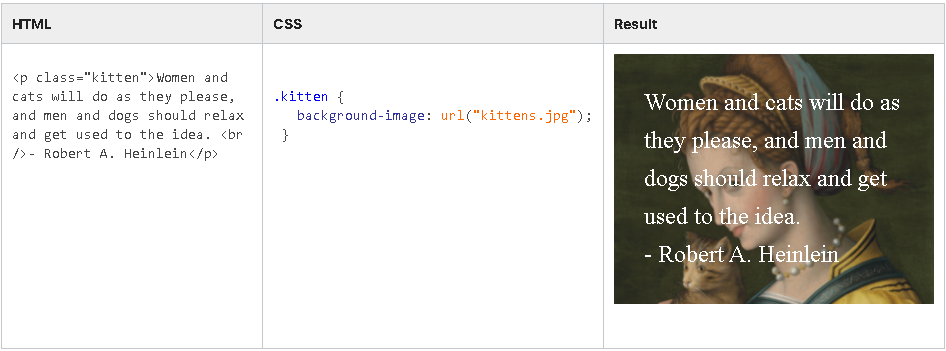 HTML
CSS
Result
<p class="kitten">Women and
cats will do as they please,
and men and dogs should relax
and get used to the idea. <br
/>- Robert A. Heinlein</p>
.kitten {
background-image: url("kittens.jpg");
}
Women and cats will do as
they please, and men and
dogs should relax and get
used to the idea.
- Robert A. Heinlein